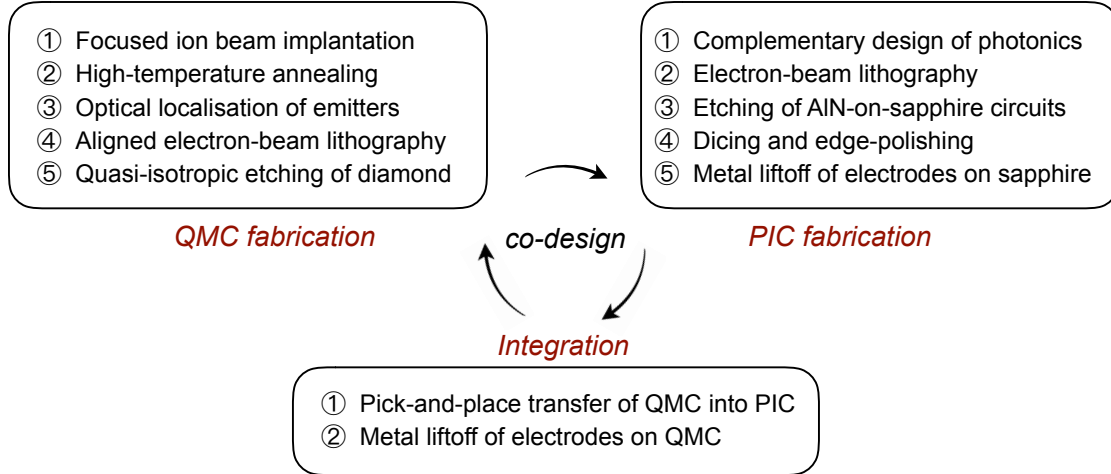 ① Focused ion beam implantation
② High-temperature annealing
③ Optical localisation of emitters
④ Aligned electron-beam lithography
⑤ Quasi-isotropic etching of diamond
QMC fabrication
① Complementary design of photonics
② Electron-beam lithography
③ Etching of AlN-on-sapphire circuits
④ Dicing and edge-polishing
⑤ Metal liftoff of electrodes on sapphire
PIC fabrication
co-design
Integration
① Pick-and-place transfer of QMC into PIC
② Metal liftoff of electrodes on QMC